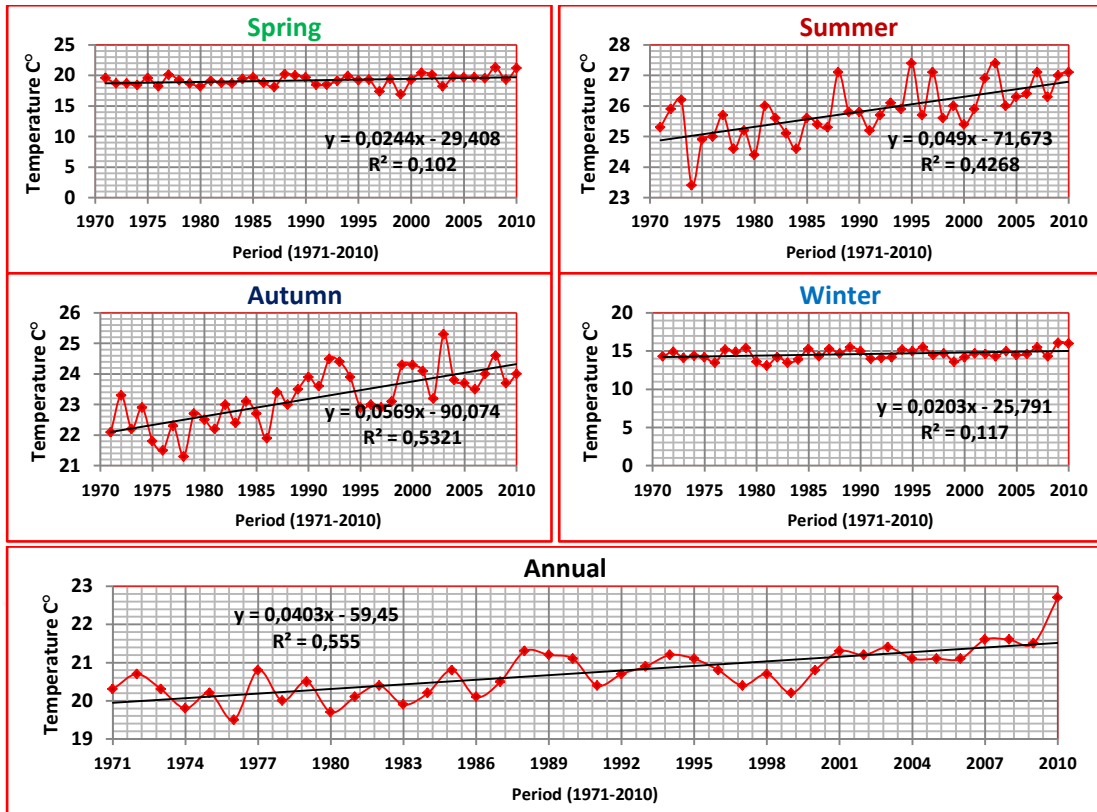 Spring
Temperature C°
25
20
15
10
5
0
y = 0,0244x - 29,408
R² = 0,102
1970 1975 1980 1985 1990 1995 2000 2005 2010
Period (1971-2010)
Summer
Temperature C°
28
27
26
25
24
23
y = 0,049x - 71,673
R² = 0,4268
1970 1975 1980 1985 1990 1995 2000 2005 2010
Period (1971-2010)
Autumn
Temperature C°
26
25
24
23
22
21
y = 0,0569x - 90,074
R² = 0,5321
1970 1975 1980 1985 1990 1995 2000 2005 2010
Period (1971-2010)
Winter
Temperature C°
20
15
10
5
0
y = 0,0203x - 25,791
R² = 0,117
1970 1975 1980 1985 1990 1995 2000 2005 2010
Period (1971-2010)
Annual
Temperature C°
23
22
21
20
19
y = 0,0403x - 59,45
R² = 0,555
1971 1974 1977 1980 1983 1986 1989 1992 1995 1998 2001 2004 2007 2010
Period (1971-2010)